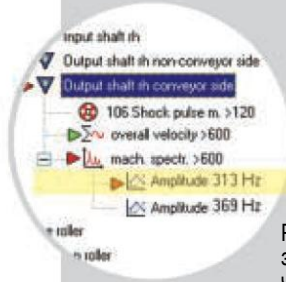 input shaft rh
Output shaft rh non-conveyor side
Output shaft rh conveyor side
106 Shock pulse m. >120
overall velocity >600
mach. spectr. >600
Amplitude 313 Hz
Amplitude 369 Hz
roller
roller